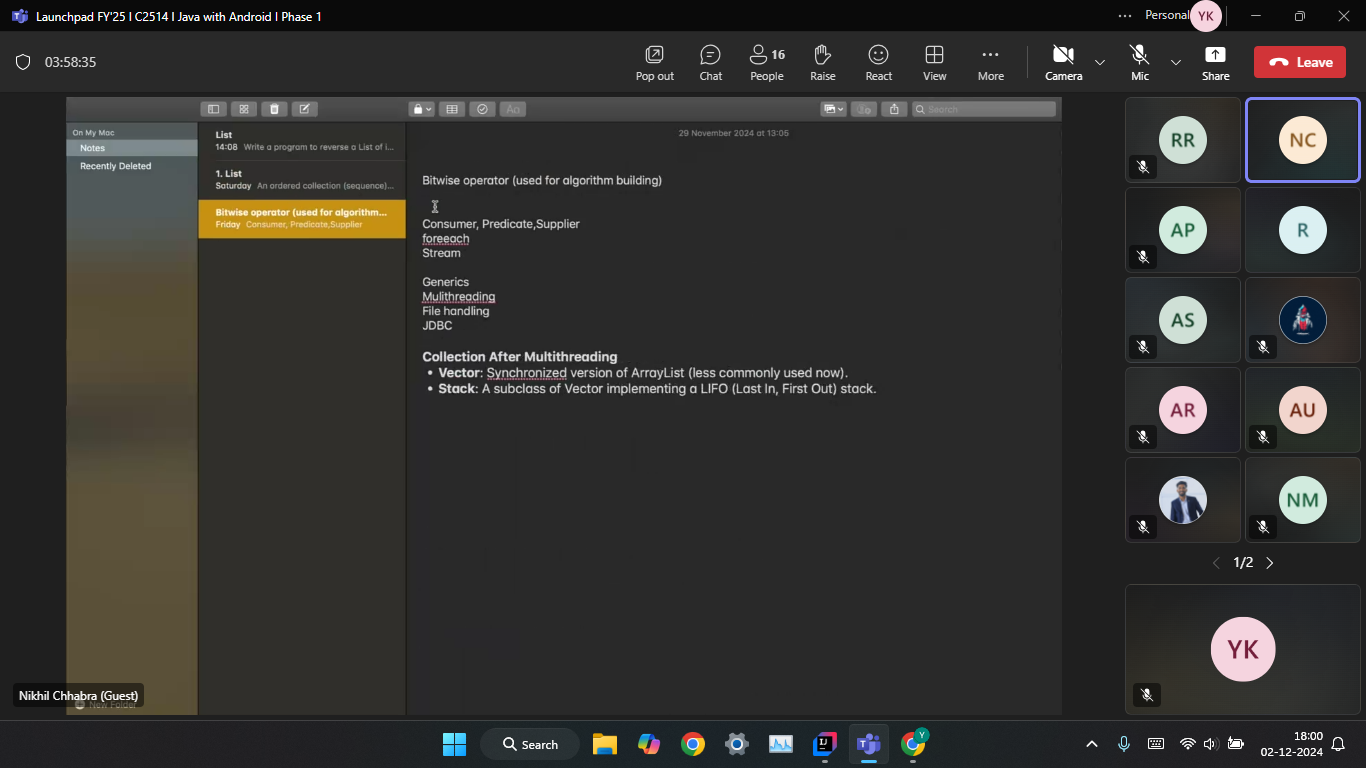 Launchpad FY'25 | C2514 | Java with Android | Phase 1
Personal
YK
03:58:35
Pop out
Chat
16
People
Raise
React
View
More
Camera
Mic
Share
Leave
Aa
Search
On My Mac
Notes
Recently Deleted
List
14:08 Write a program to reverse a List of i...
1. List
Saturday An ordered collection (sequence)...
Bitwise operator (used for algorithm...
Friday Consumer, Predicate,Supplier
29 November 2024 at 13:05
Bitwise operator (used for algorithm building)
Consumer, Predicate,Supplier
foreeach
Stream
Generics
Mulithreading
File handling
JDBC
Collection After Multithreading
• Vector: Synchronized version of ArrayList (less commonly used now).
• Stack: A subclass of Vector implementing a LIFO (Last In, First Out) stack.
New Folder
Nikhil Chhabra (Guest)
RR
NC
AP
R
AS
AR
AU
NM
1/2
YK
Search
Y
18:00
02-12-2024